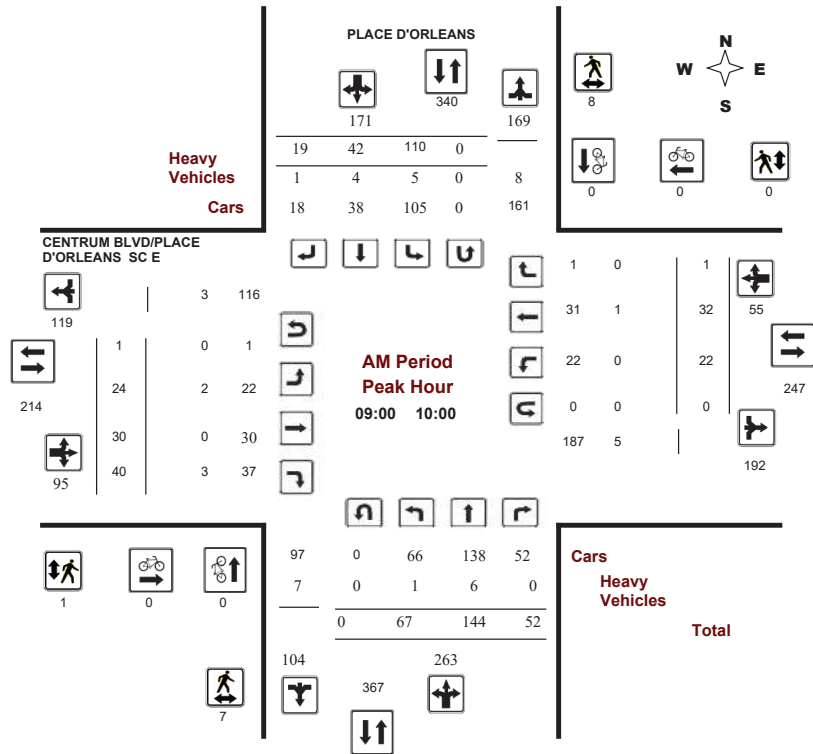 PLACE D'ORLEANS
N
W E
S
340
8
171 169
19 42 110 0
Heavy
Vehicles
1 4 5 0 8
0 0 0
Cars
18 38 105 0 161
CENTRUM BLVD/PLACE
D'ORLEANS SC E
1 0 1
3 116
119
31 1 32 55
1 0 1
AM Period
Peak Hour
22 0 22
24 2 22
247
214
09:00 10:00
0 0 0
30 0 30
187 5
192
40 3 37
95
97 0 66 138 52 Cars
7 0 1 6 0 Heavy
Vehicles
1 0 0
0 67 144 52
Total
104 263
367
7